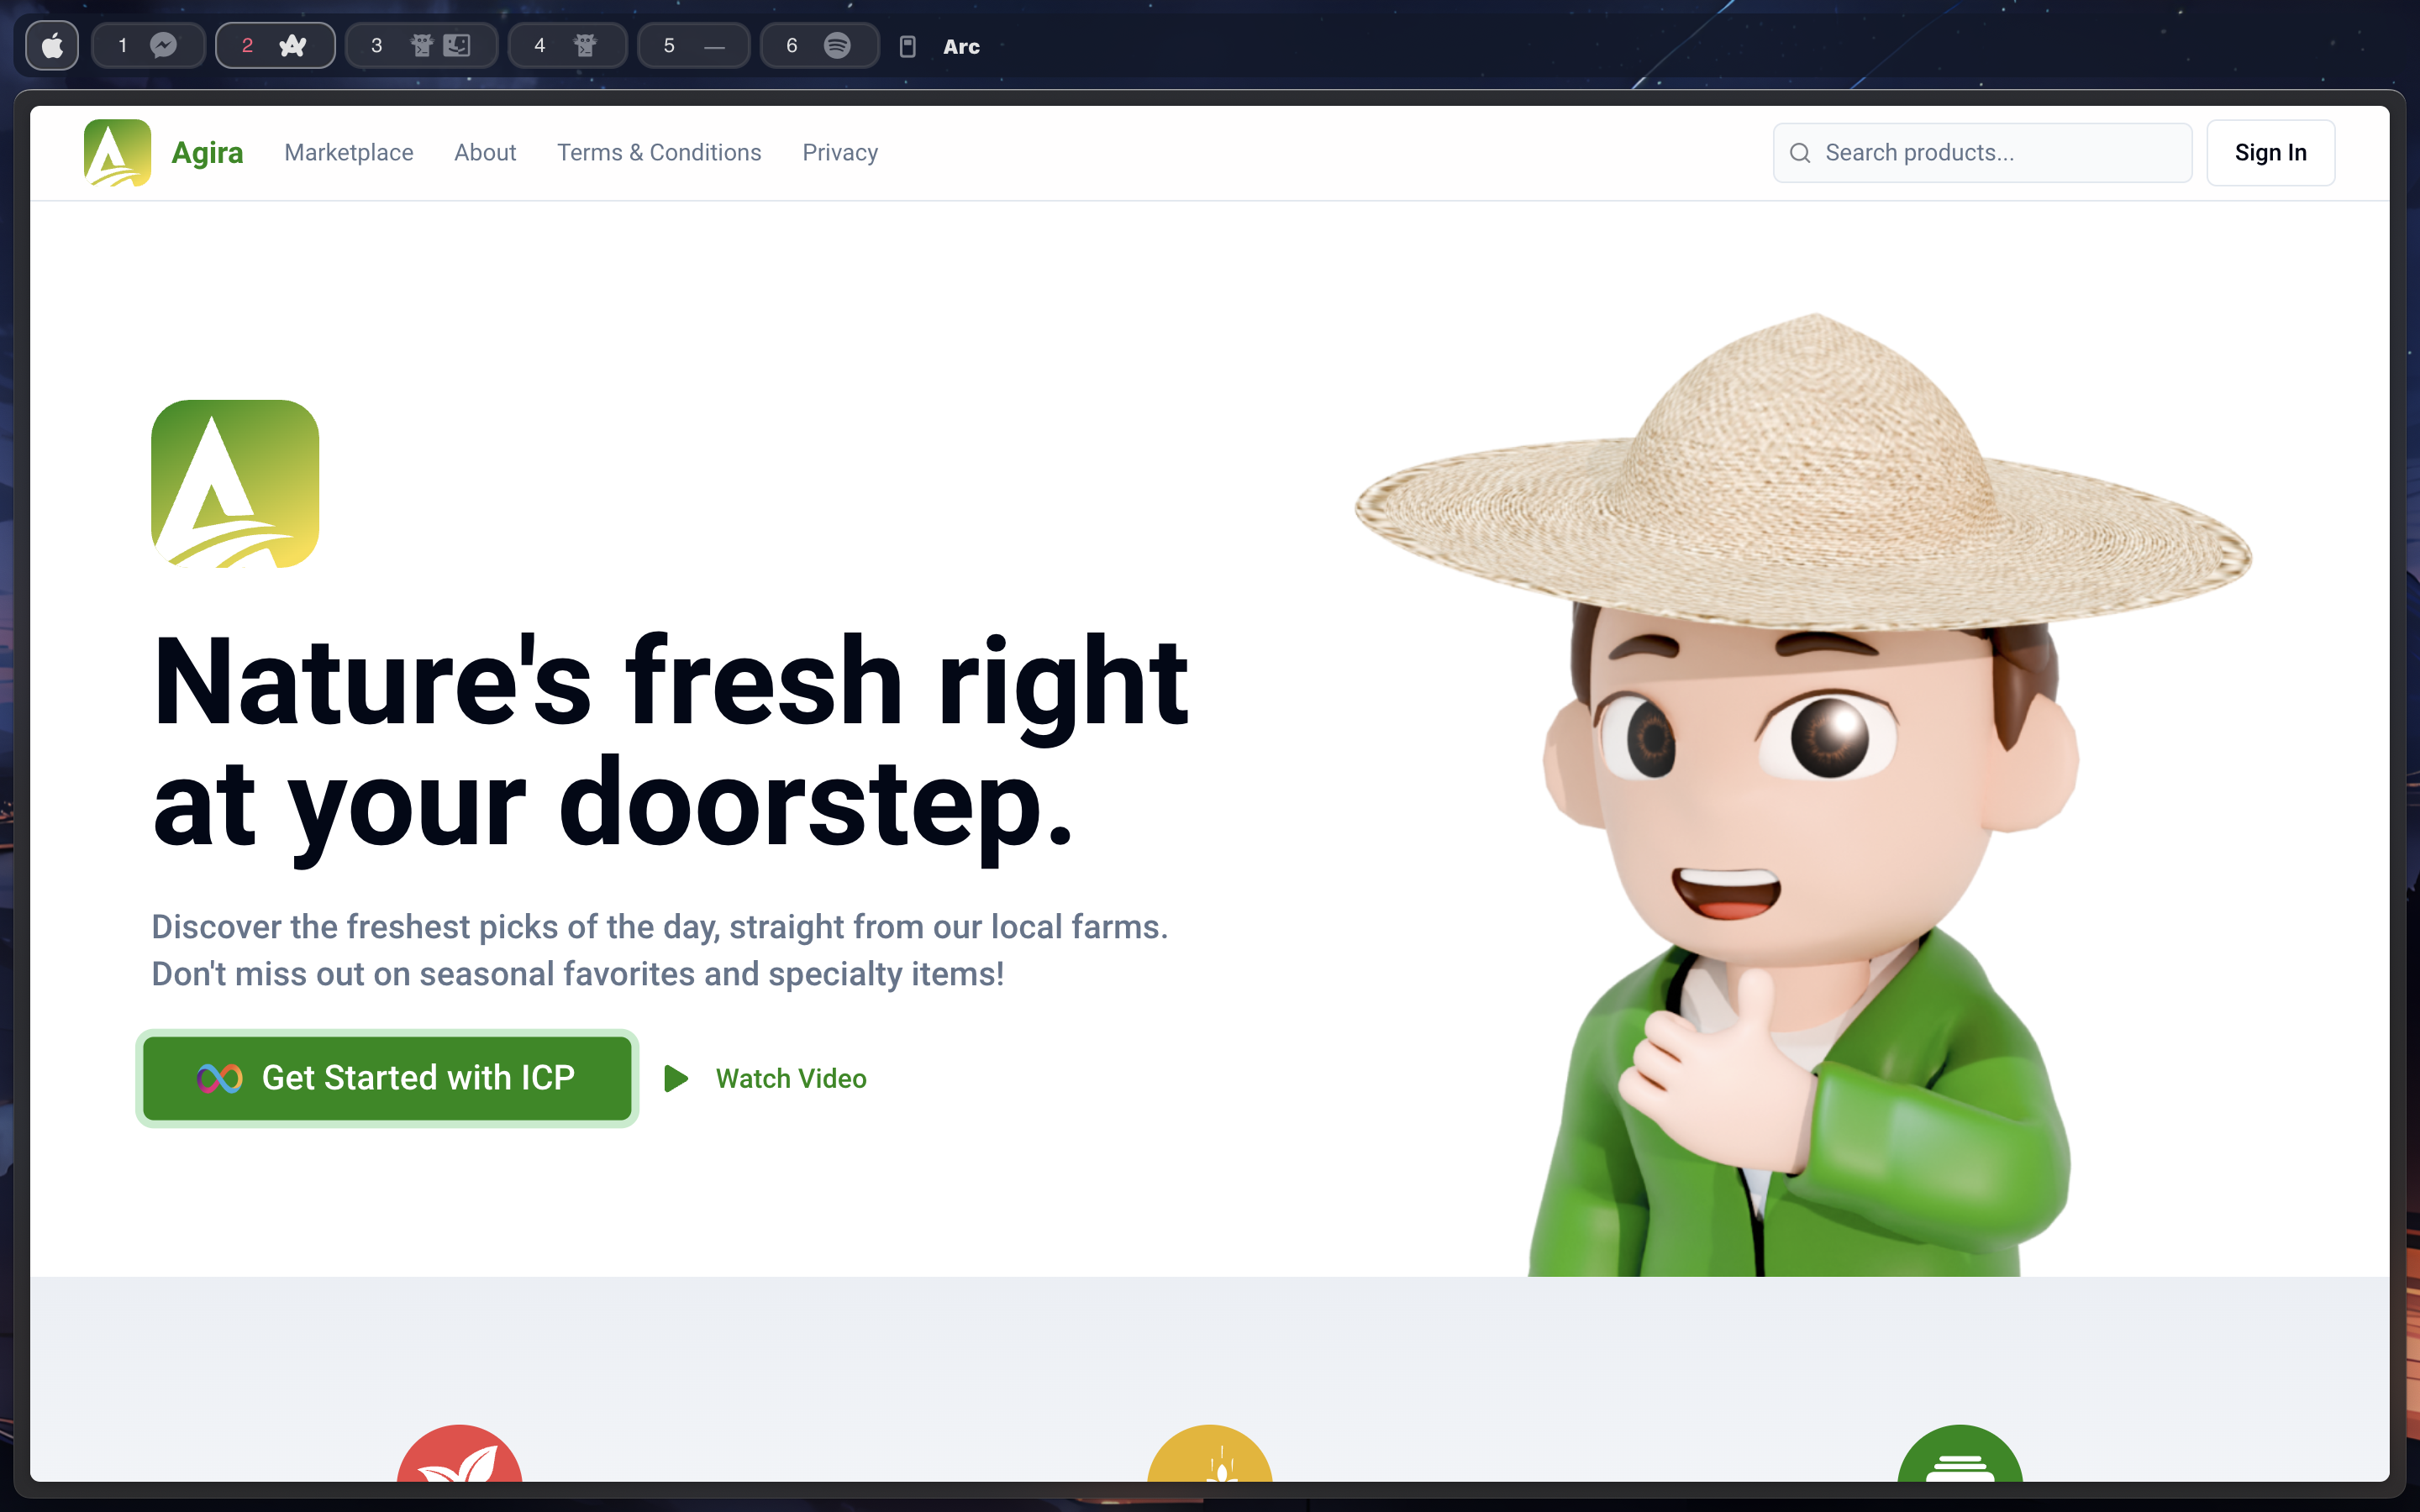 1
2
3
4
5
6
Arc
Agira
Marketplace
About
Terms & Conditions
Privacy
Search products...
Sign In
Nature's fresh right
at your doorstep.
Discover the freshest picks of the day, straight from our local farms.
Don't miss out on seasonal favorites and specialty items!
Get Started with ICP
Watch Video